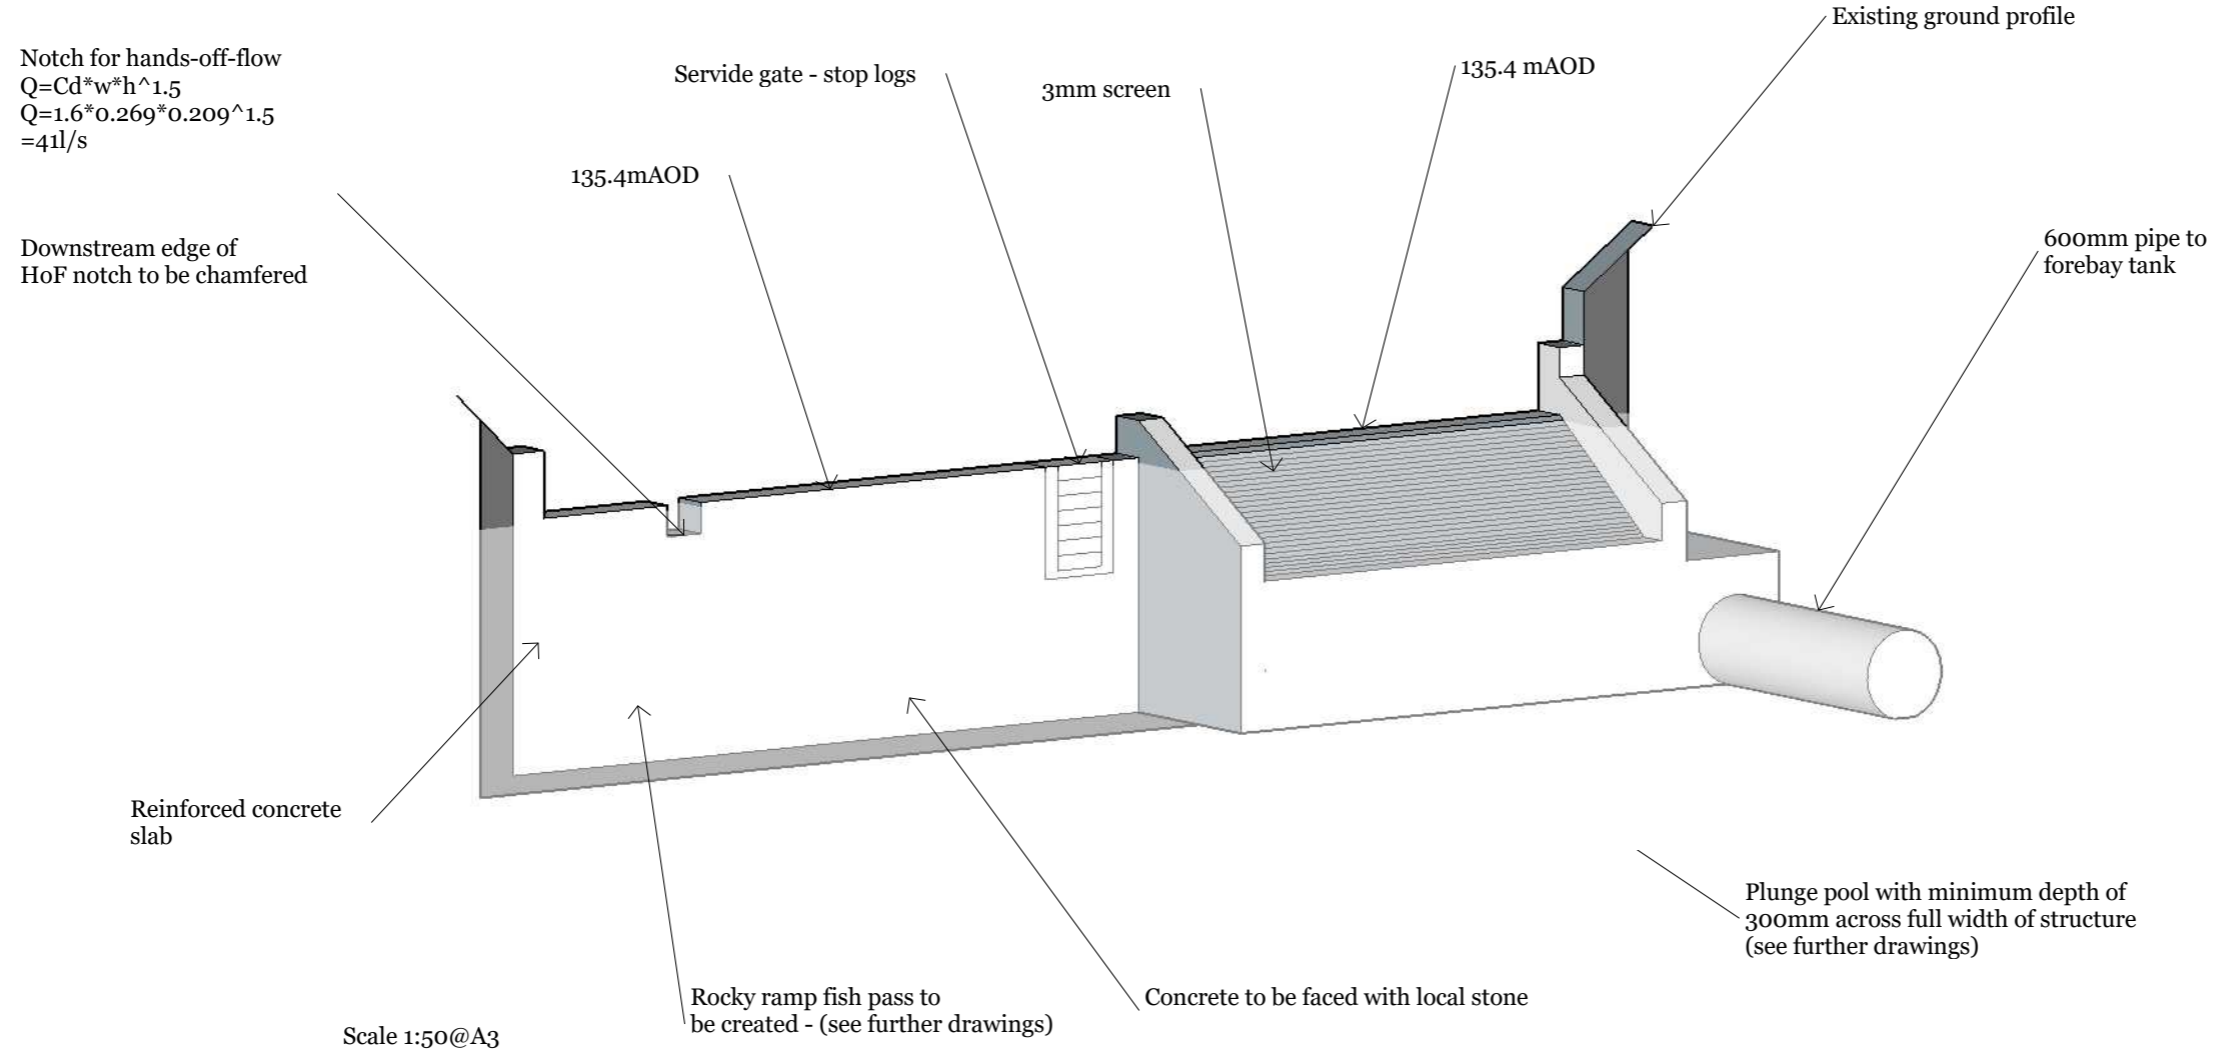 Existing ground profile
Notch for hands-off-flow
Q=Cd*w*h^1.5
Q=1.6*0.269*0.209^1.5
=41l/s
Servide gate - stop logs
3mm screen
135.4 mAOD
135.4mAOD
Downstream edge of
HoF notch to be chamfered
600mm pipe to
forebay tank
Reinforced concrete
slab
Plunge pool with minimum depth of
300mm across full width of structure
(see further drawings)
Rocky ramp fish pass to
be created - (see further drawings)
Concrete to be faced with local stone
Scale 1:50@A3